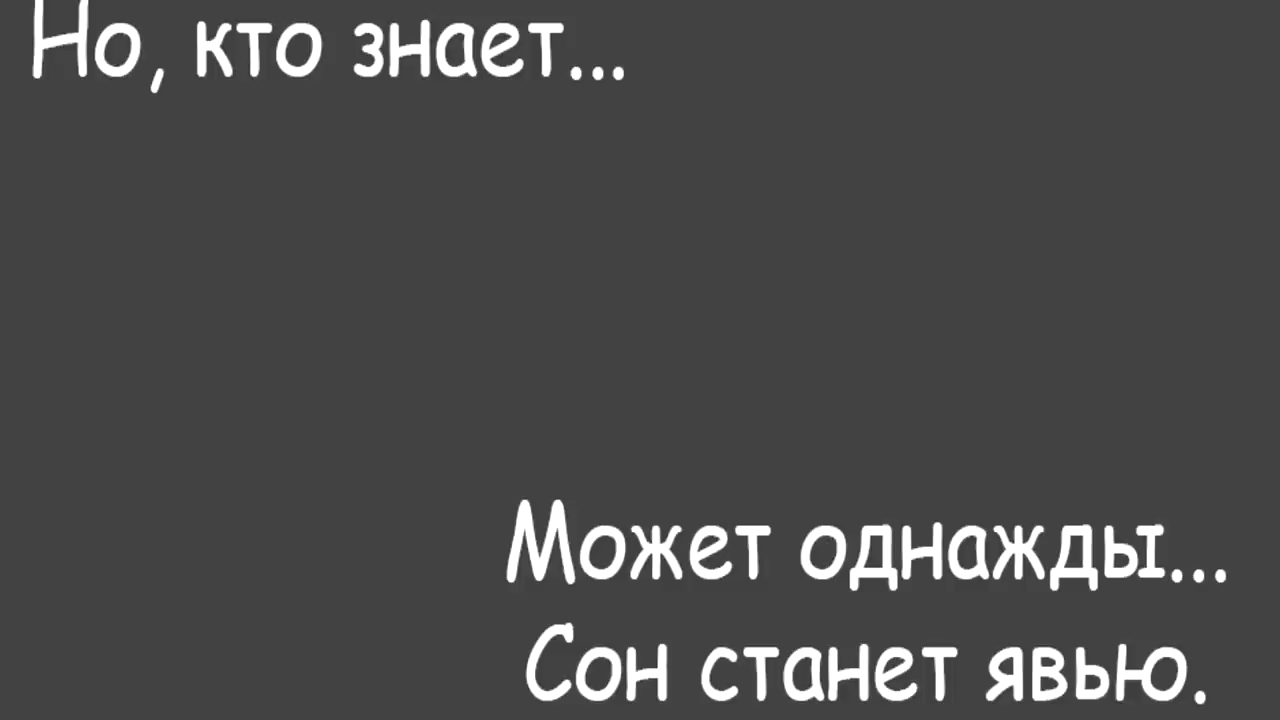 Но, кто знает...
Может однажды...
Сон станет явью.